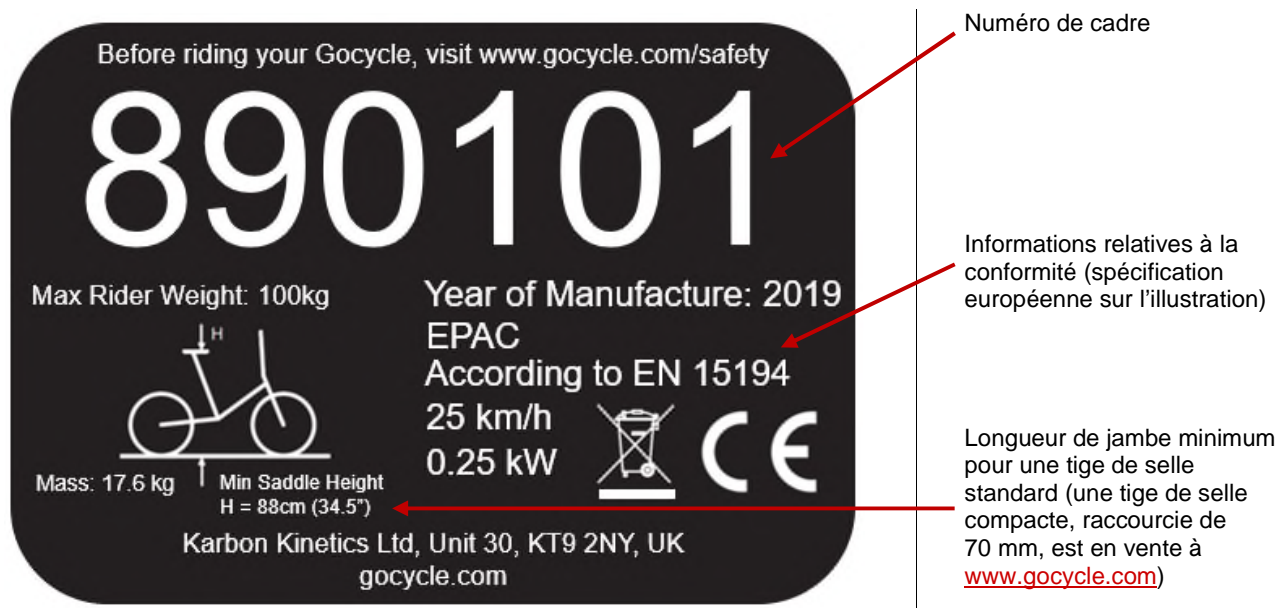 Before riding your Gocycle, visit www.gocycle.com/safety
890101
Max Rider Weight: 100kg
H
Mass: 17.6 kg
Min Saddle Height
H = 88cm (34.5")
Year of Manufacture: 2019
EPAC
According to EN 15194
25 km/h
0.25 kW
CE
Karbon Kinetics Ltd, Unit 30, KT9 2NY, UK
gocycle.com
Numéro de cadre
Informations relatives à la
conformité (spécification
européenne sur l’illustration)
Longueur de jambe minimum
pour une tige de selle
standard (une tige de selle
compacte, raccourcie de
70 mm, est en vente à
www.gocycle.com)